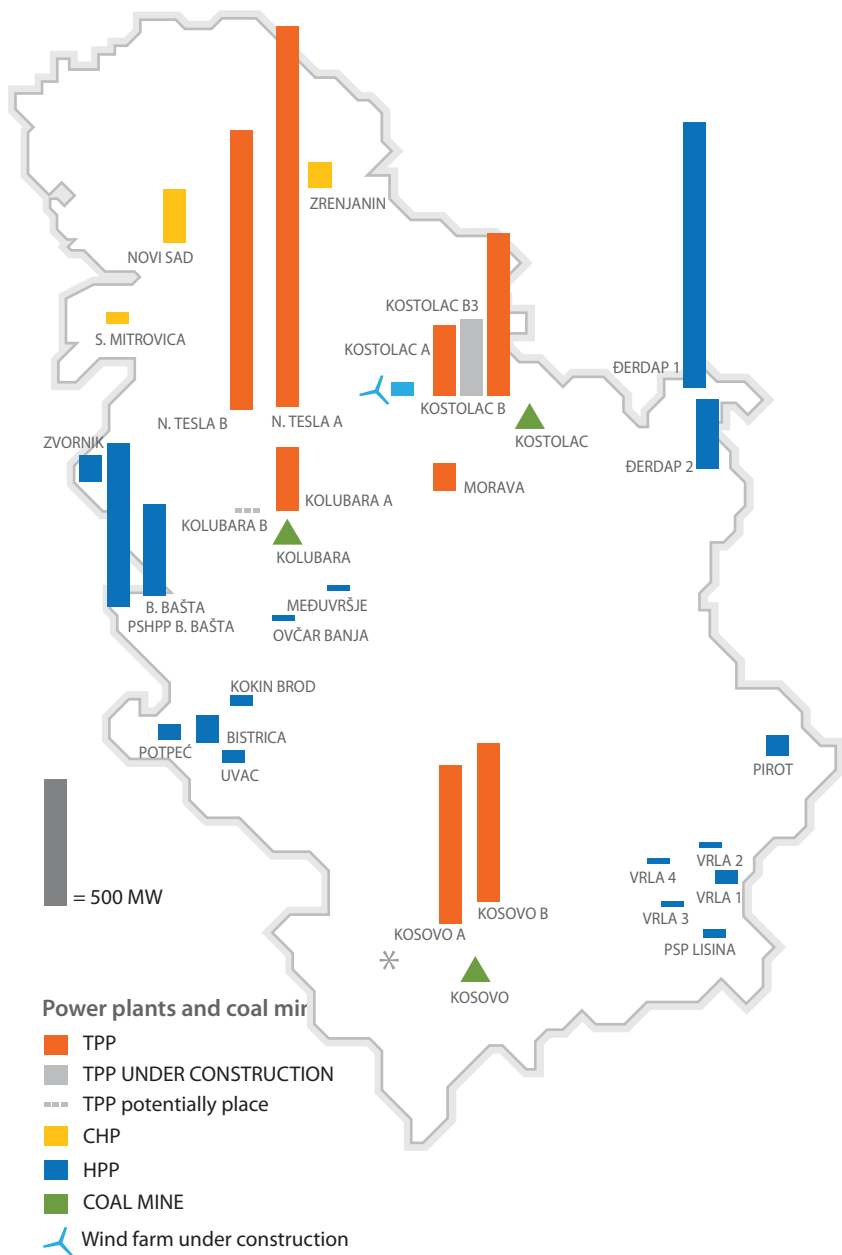 ZRENJANIN
NOVI SAD
KOSTOLAC B3
S. MITROVICA
KOSTOLAC A
ĐERDAP 1
KOSTOLAC B
N. TESLA B
N. TESLA A
KOSTOLAC
ZVORNIK
ĐERDAP 2
MORAVA
KOLUBARA A
KOLUBARA B
KOLUBARA
B. BAŠTA
MEĐUVRŠJE
PSHPP B. BAŠTA
OVČAR BANJA
KOKIN BROD
BISTRICA
POTPEĆ
UVAC
PIROT
VRLA 2
VRLA 4
= 500 MW
VRLA 1
KOSOVO B
VRLA 3
KOSOVO A
PSP LISINA
*
KOSOVO
Power plants and coal min
TPP
TPP UNDER CONSTRUCTION
TPP potentially place
CHP
HPP
COAL MINE
Wind farm under construction